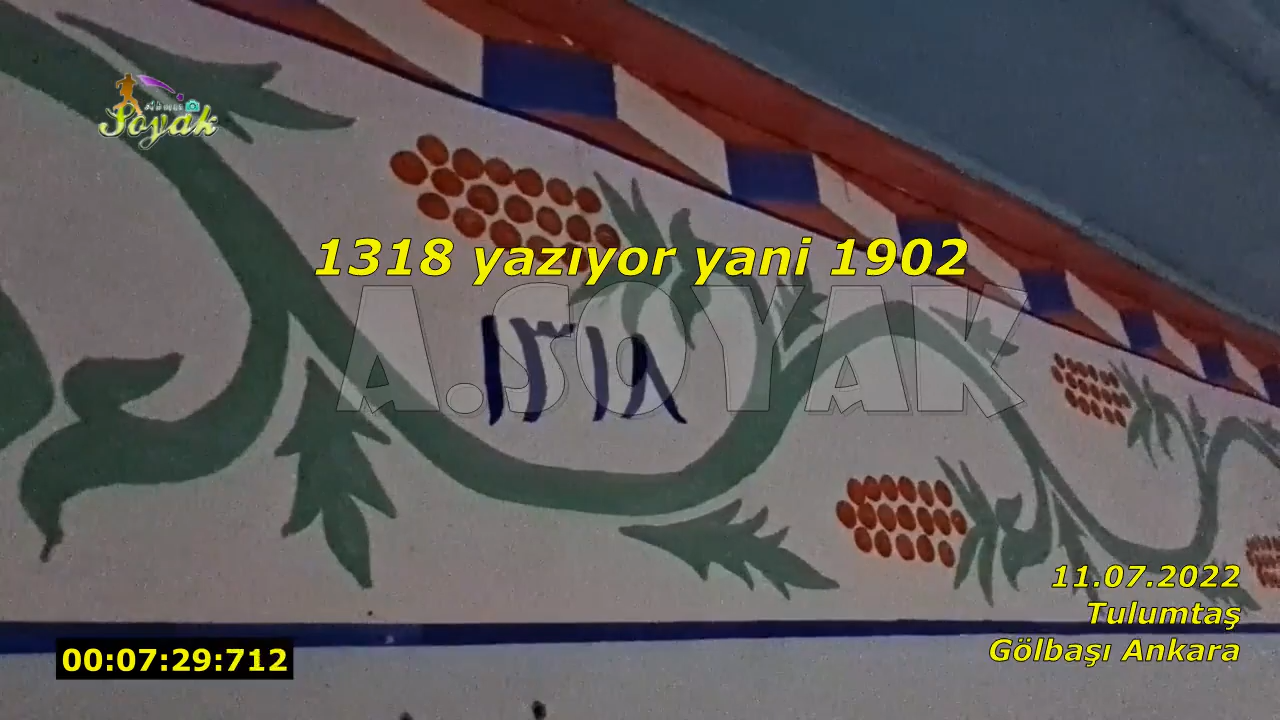 Soyak
1318 yazıyor yani 1902
A.SOYAK
١٣١٨
11.07.2022
Tulumtaş
Gölbaşı Ankara
00:07:29:712